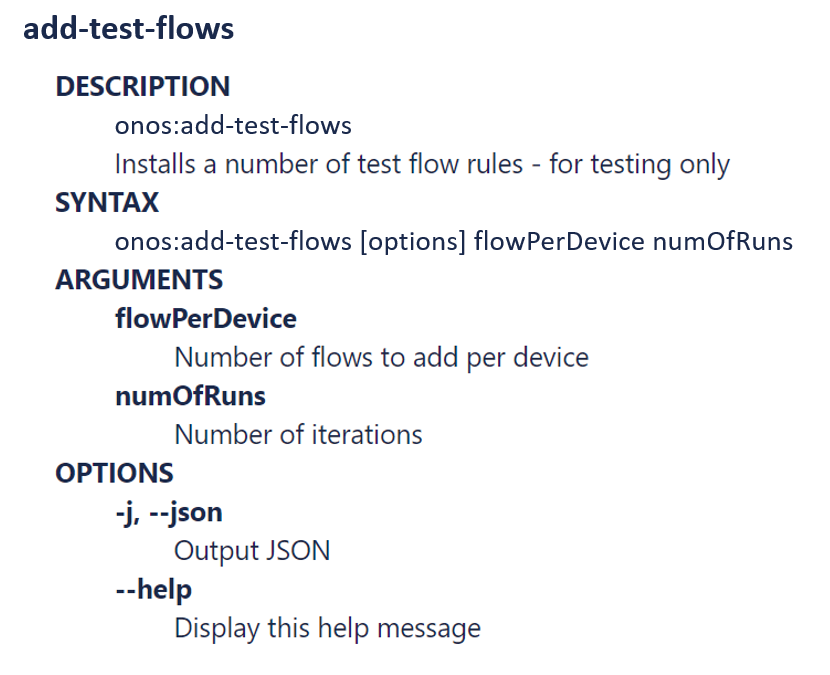 add-test-flows
DESCRIPTION
onos:add-test-flows
Installs a number of test flow rules - for testing only
SYNTAX
onos:add-test-flows [options] flowPerDevice numOfRuns
ARGUMENTS
flowPerDevice
Number of flows to add per device
numOfRuns
Number of iterations
OPTIONS
-j, --json
Output JSON
--help
Display this help message